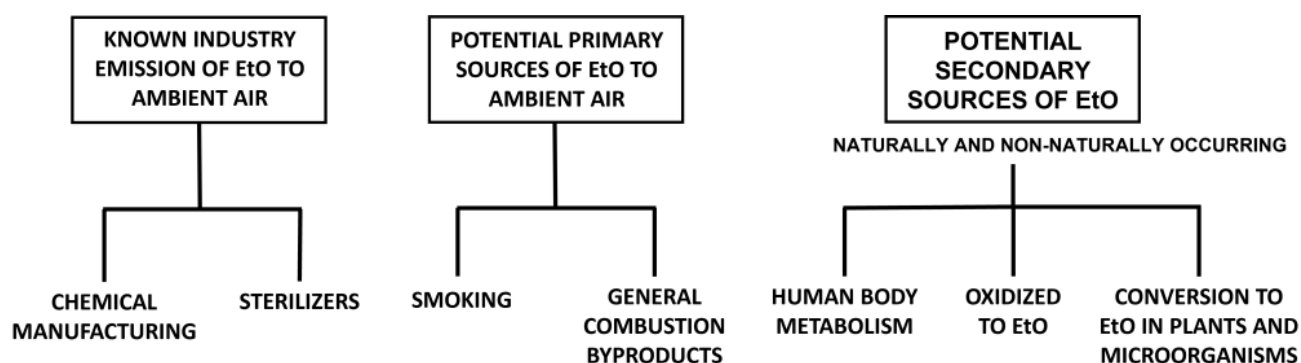 KNOWN INDUSTRY
EMISSION OF EtO TO
AMBIENT AIR
CHEMICAL
MANUFACTURING
STERILIZERS
POTENTIAL PRIMARY
SOURCES OF EtO TO
AMBIENT AIR
SMOKING
GENERAL
COMBUSTION
BYPRODUCTS
POTENTIAL
SECONDARY
SOURCES OF EtO
NATURALLY AND NON-NATURALLY OCCURRING
HUMAN BODY
METABOLISM
OXIDIZED
TO EtO
CONVERSION TO
EtO IN PLANTS AND
MICROORGANISMS